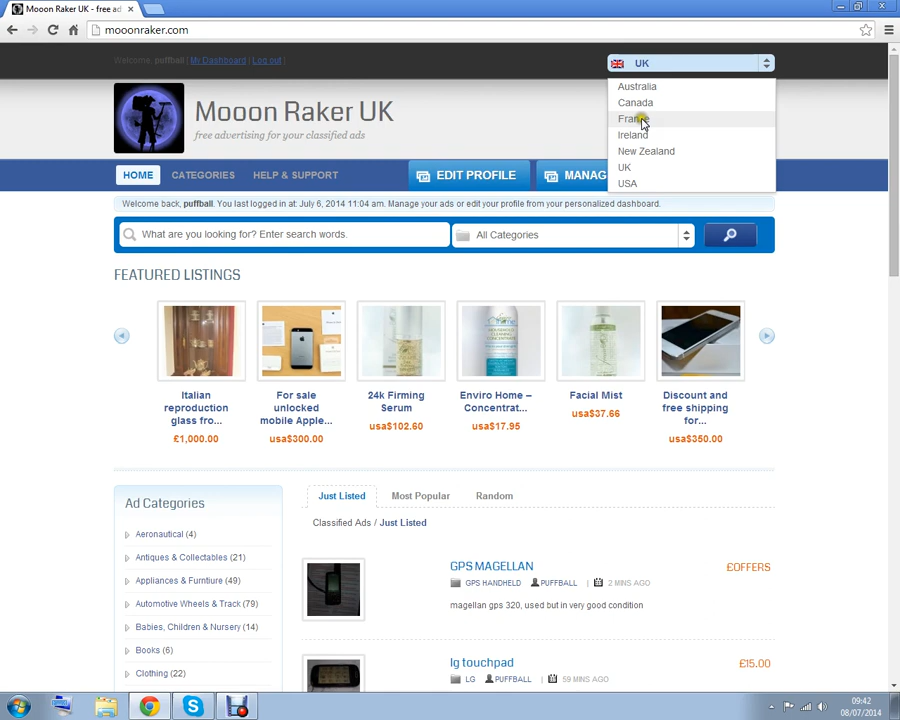 Mooon Raker UK - free ad
mooonraker.com
Welcome, puffball | My Dashboard | Log out |
UK
Australia
Canada
France
Ireland
New Zealand
UK
USA
Mooon Raker UK
free advertising for your classified ads
HOME
CATEGORIES
HELP & SUPPORT
EDIT PROFILE
MANAG
Welcome back, puffball. You last logged in at: July 6, 2014 11:04 am. Manage your ads or edit your profile from your personalized dashboard.
What are you looking for? Enter search words.
All Categories
FEATURED LISTINGS
Italian
reproduction
glass fro...
£1,000.00
For sale
unlocked
mobile Apple...
usa$300.00
24k Firming
Serum
usa$102.60
Enviro Home –
Concentrat...
usa$17.95
Facial Mist
usa$37.66
Discount and
free shipping
for...
usa$350.00
Ad Categories
Aeronautical (4)
Antiques & Collectables (21)
Appliances & Furntiure (49)
Automotive Wheels & Track (79)
Babies, Children & Nursery (14)
Books (6)
Clothing (22)
Just Listed
Most Popular
Random
Classified Ads / Just Listed
GPS MAGELLAN
£OFFERS
GPS HANDHELD PUFFBALL | 2 MINS AGO
magellan gps 320, used but in very good condition
lg touchpad
£15.00
LG PUFFBALL | 59 MINS AGO
09:42
08/07/2014